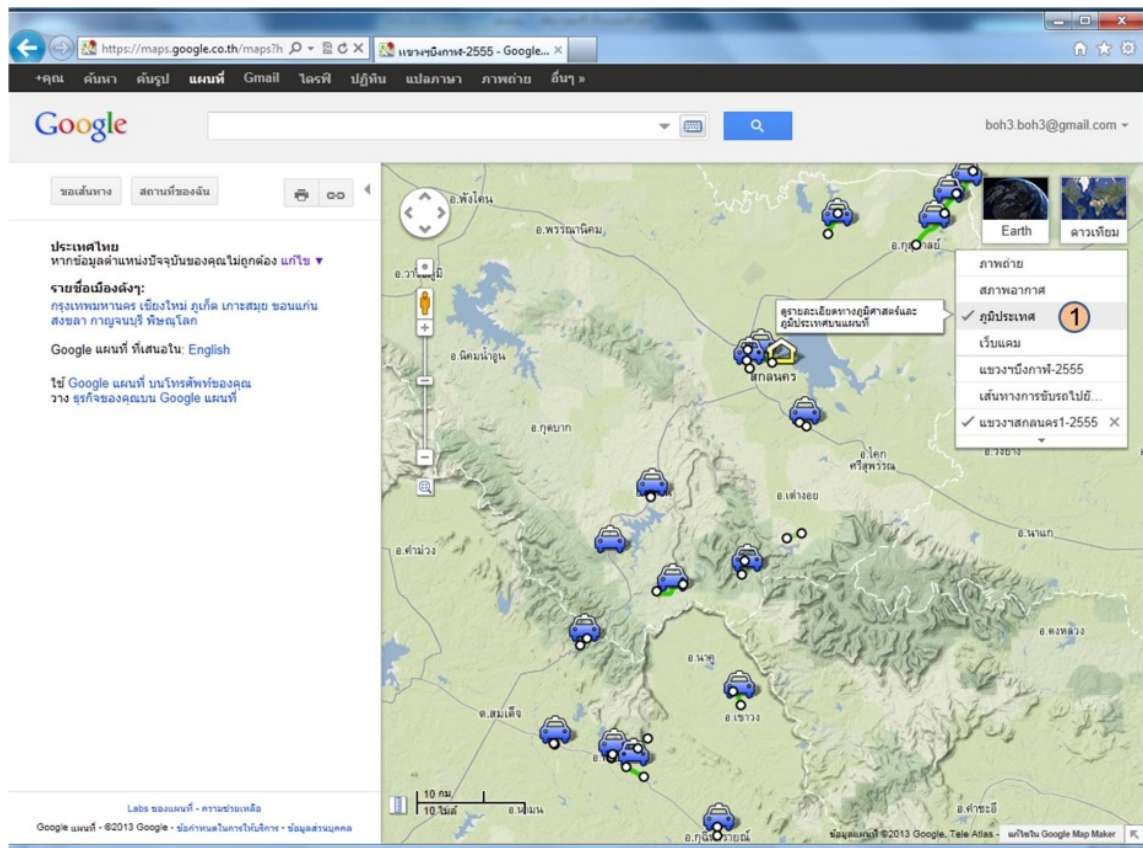 https://maps.google.co.th/maps?h
แขวงฯบึงกาฬ-2555 - Google...
+คุณ ค้นหา ค้นรูป แผนที่ Gmail ไดรฟ์ ปฏิทิน แปลภาษา ภาพถ่าย อื่นๆ »
Google
boh3.boh3@gmail.com
ขอเส้นทาง
สถานที่ของฉัน
ประเทศไทย
หากข้อมูลตำแหน่งปัจจุบันของคุณไม่ถูกต้อง แก้ไข ▼
รายชื่อเมืองดังๆ:
กรุงเทพมหานคร เชียงใหม่ ภูเก็ต เกาะสมุย ขอนแก่น
สงขลา กาญจนบุรี พิษณุโลก
Google แผนที่ ที่เสนอใน: English
ใช้ Google แผนที่ บนโทรศัพท์ของคุณ
วาง ธุรกิจของคุณบน Google แผนที่
Labs ของแผนที่ - ความช่วยเหลือ
Google แผนที่ - ©2013 Google - ข้อกำหนดในการให้บริการ - ข้อมูลส่วนบุคคล
Earth
ดาวเทียม
ภาพถ่าย
สภาพอากาศ
ภูมิประเทศ
1
เว็บแคม
แขวงฯบึงกาฬ-2555
เส้นทางการขับรถไปยั...
แขวงฯสกลนคร1-2555
ดูรายละเอียดทางภูมิศาสตร์และ
ภูมิประเทศบนแผนที่
อ.พังโคน
อ.พรรณานิคม
อ.นิคมน้ำอูน
สกลนคร
อ.กุดบาก
อ.โคก
ศรีสุพรรณ
อ.เต่างอย
อ.นาแก
อ.คำม่วง
อ.ดงหลวง
อ.นาคู
อ.เขาวง
ต.สมเด็จ
อ.คำชะอี
10 กม.
10 ไมล์
ข้อมูลแผนที่ ©2013 Google, Tele Atlas -
แก้ไขใน Google Map Maker